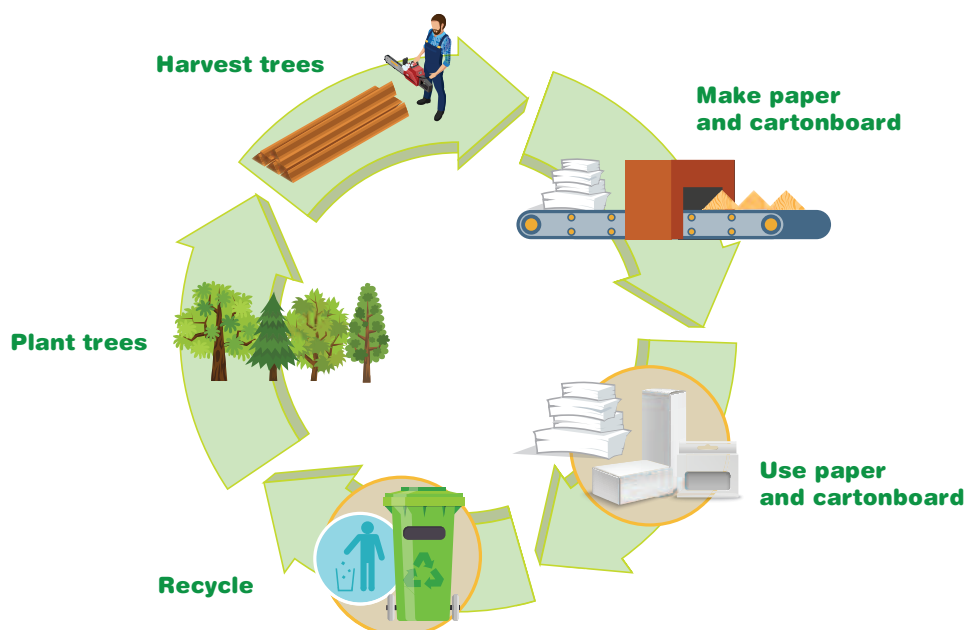 Harvest trees
Make paper
and cartonboard
Plant trees
Use paper
and cartonboard
Recycle